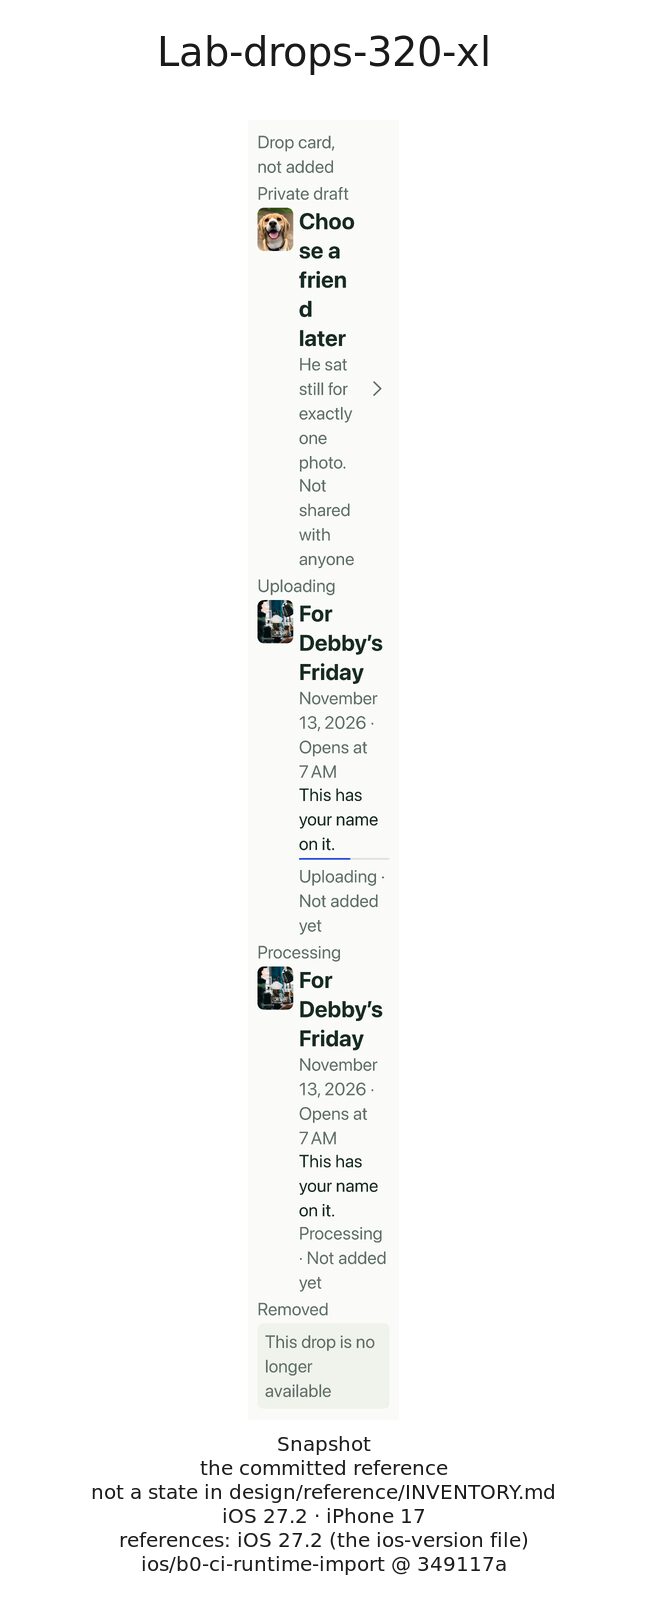 Lab-drops-320-xl
Drop card,
not added
Private draft
Choo
se a
frien
d
later
He sat
still for
exactly
one
photo.
Not
shared
with
anyone
Uploading
For
Debby’s
Friday
November
13, 2026 ·
Opens at
7 AM
This has
your name
on it.
Uploading ·
Not added
yet
Processing
For
Debby’s
Friday
November
13, 2026 ·
Opens at
7 AM
This has
your name
on it.
Processing
· Not added
yet
Removed
This drop is no
longer
available
Snapshot
the committed reference
not a state in design/reference/INVENTORY.md
iOS 27.2 · iPhone 17
references: iOS 27.2 (the ios-version file)
ios/b0-ci-runtime-import @ 349117a